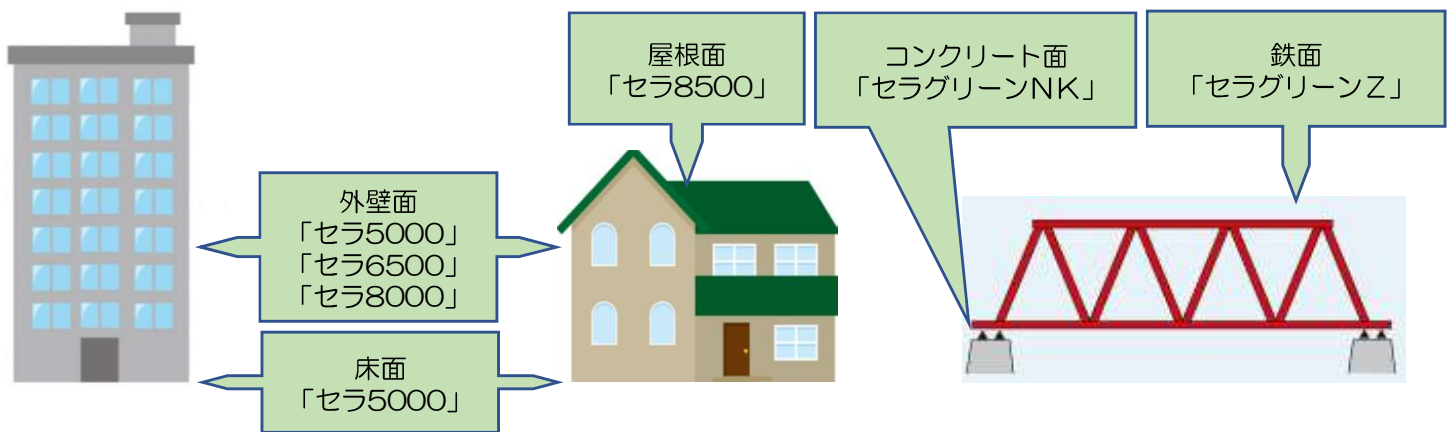 屋根面
「セラ8500」
コンクリート面
「セラグリーンＮＫ」
鉄面
「セラグリーンＺ」
外壁面
「セラ5000」
「セラ6500」
「セラ8000」
床面
「セラ5000」